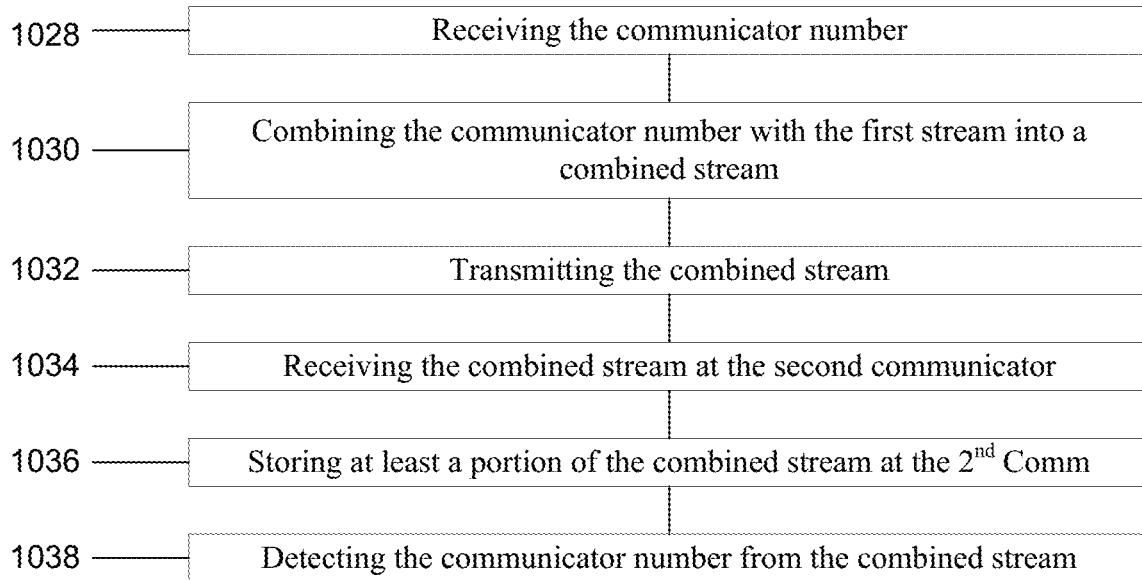 1028 Receiving the communicator number
1030 Combining the communicator number with the first stream into a
combined stream
1032 Transmitting the combined stream
1034 Receiving the combined stream at the second communicator
1036 Storing at least a portion of the combined stream at the 2nd Comm
1038 Detecting the communicator number from the combined stream